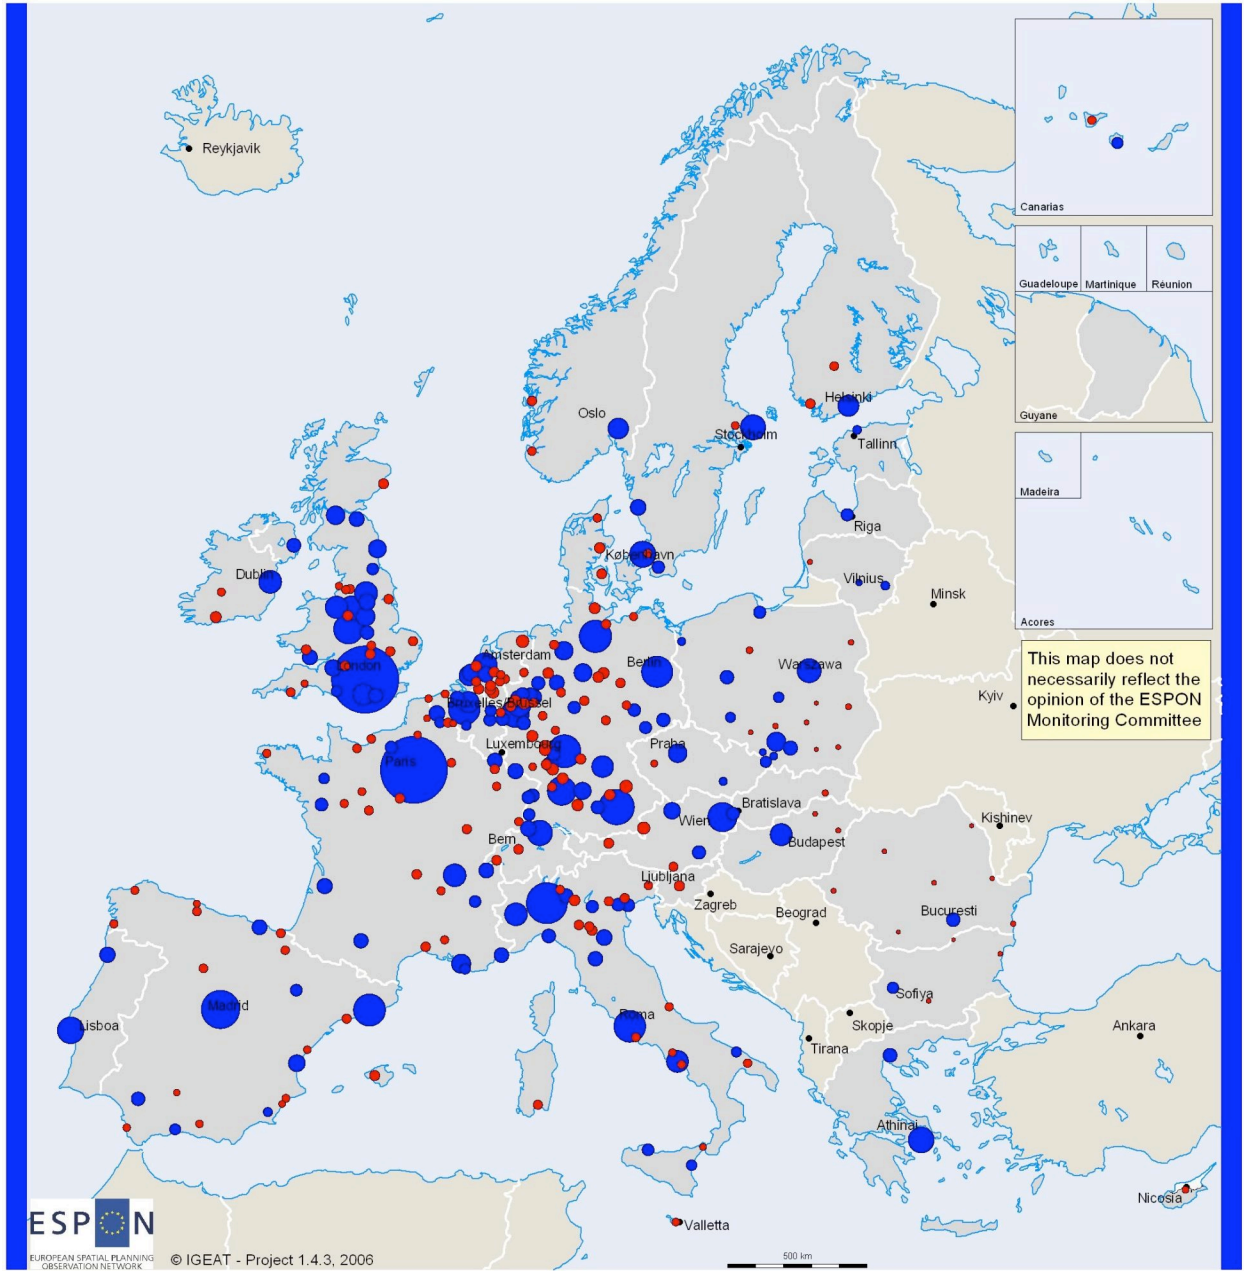 Reykjavik
Canarias
Guadeloupe
Martinique
Réunion
Guyane
Oslo
Helsinki
Stockholm
Tallinn
Madeira
Riga
København
Dublin
Vilnius
Minsk
Acores
This map does not
necessarily reflect the
opinion of the ESPON
Monitoring Committee
London
Amsterdam
Berlin
Warszawa
Kyiv
Bruxelles/Brussel
Luxembourg
Praha
Paris
Bratislava
Wien
Kishinev
Bern
Budapest
Ljubljana
Zagreb
Beograd
Bucuresti
Sarajevo
Sofiya
Madrid
Roma
Skopje
Lisboa
Ankara
Tirana
Athinai
Nicosia
Valletta
ESPON
EUROPEAN SPATIAL PLANNING
OBSERVATION NETWORK
© IGEAT - Project 1.4.3, 2006
500 km